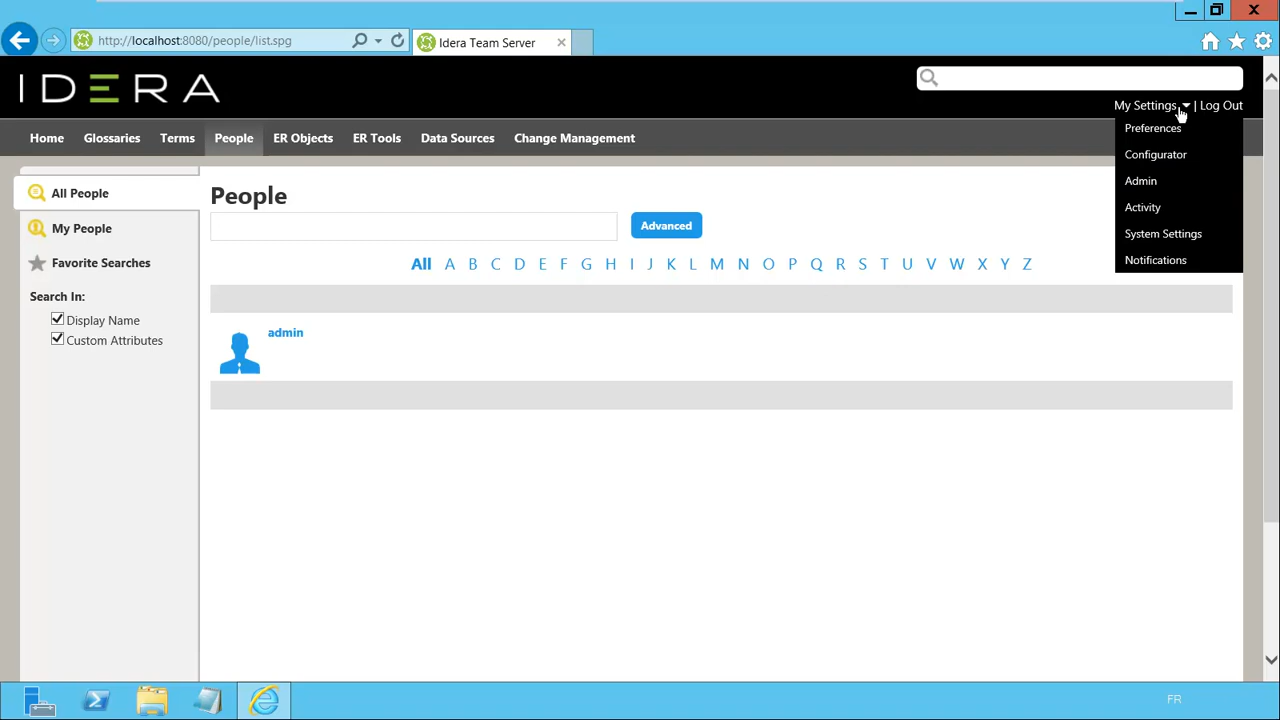 http://localhost:8080/people/list.spg
Idera Team Server
IDERA
My Settings | Log Out
Preferences
Configurator
Admin
Activity
System Settings
Notifications
Home Glossaries Terms People ER Objects ER Tools Data Sources Change Management
All People
My People
Favorite Searches
Search In:
Display Name
Custom Attributes
People
Advanced
All A B C D E F G H I J K L M N O P Q R S T U V W X Y Z
admin
FR